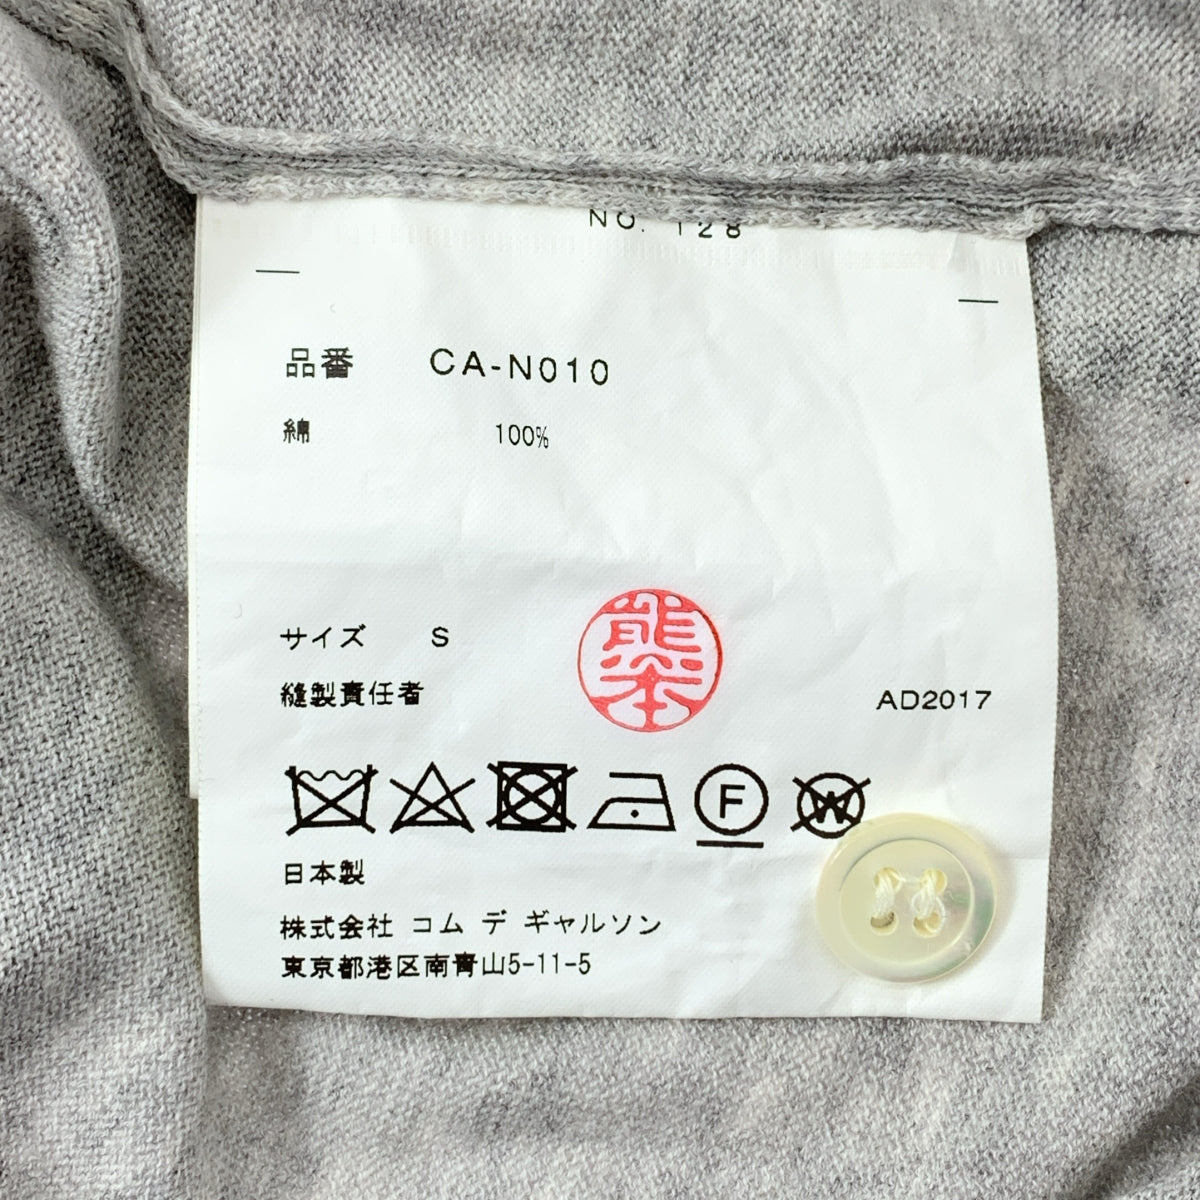 NO. 128
品番 CA-N010
綿 100%
サイズ S
熊本
縫製責任者
AD2017
F
W
日本製
株式会社 コム デ ギャルソン
東京都港区南青山5-11-5